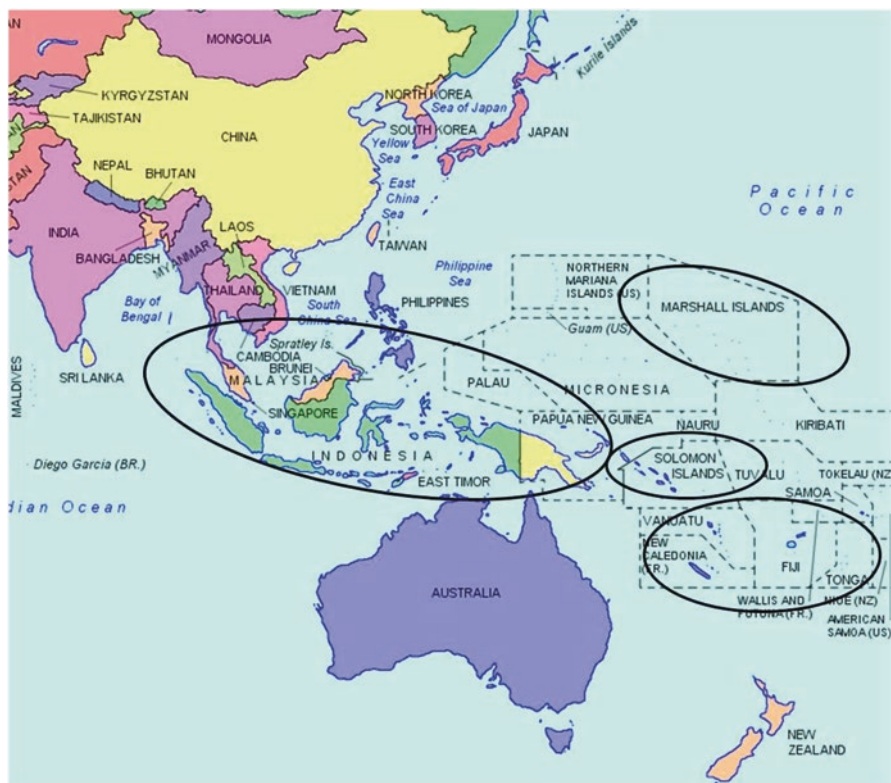 MONGOLIA
Kurile Islands
KYRGYZSTAN
NORTH KOREA
Sea of Japan
TAJIKISTAN
SOUTH KOREA
JAPAN
CHINA
Yellow
Sea
STAN
NEPAL
BHUTAN
East
China
Sea
Pacific
Ocean
INDIA
LAOS
TAIWAN
BANGLADESH
MYANMAR
Philippine
Sea
NORTHERN
MARIANA
ISLANDS (US)
THAILAND
VIETNAM
South
China Sea
PHILIPPINES
MARSHALL ISLANDS
Bay of
Bengal
Guam (US)
MALDIVES
SRI LANKA
CAMBODIA
Spratley Is.
BRUNEI
MALAYSIA
PALAU
MICRONESIA
SINGAPORE
PAPUA NEW GUINEA
NAURU
KIRIBATI
Diego Garcia (BR.)
INDONESIA
SOLOMON
ISLANDS
TUVALU
TOKELAU (NZ)
EAST TIMOR
SAMOA
dian Ocean
VANUATU
NEW
CALEDONIA
(FR.)
FIJI
TONGA
AUSTRALIA
WALLIS AND
FUTUNA (FR.)
NIUE (NZ)
AMERICAN
SAMOA (US)
NEW
ZEALAND